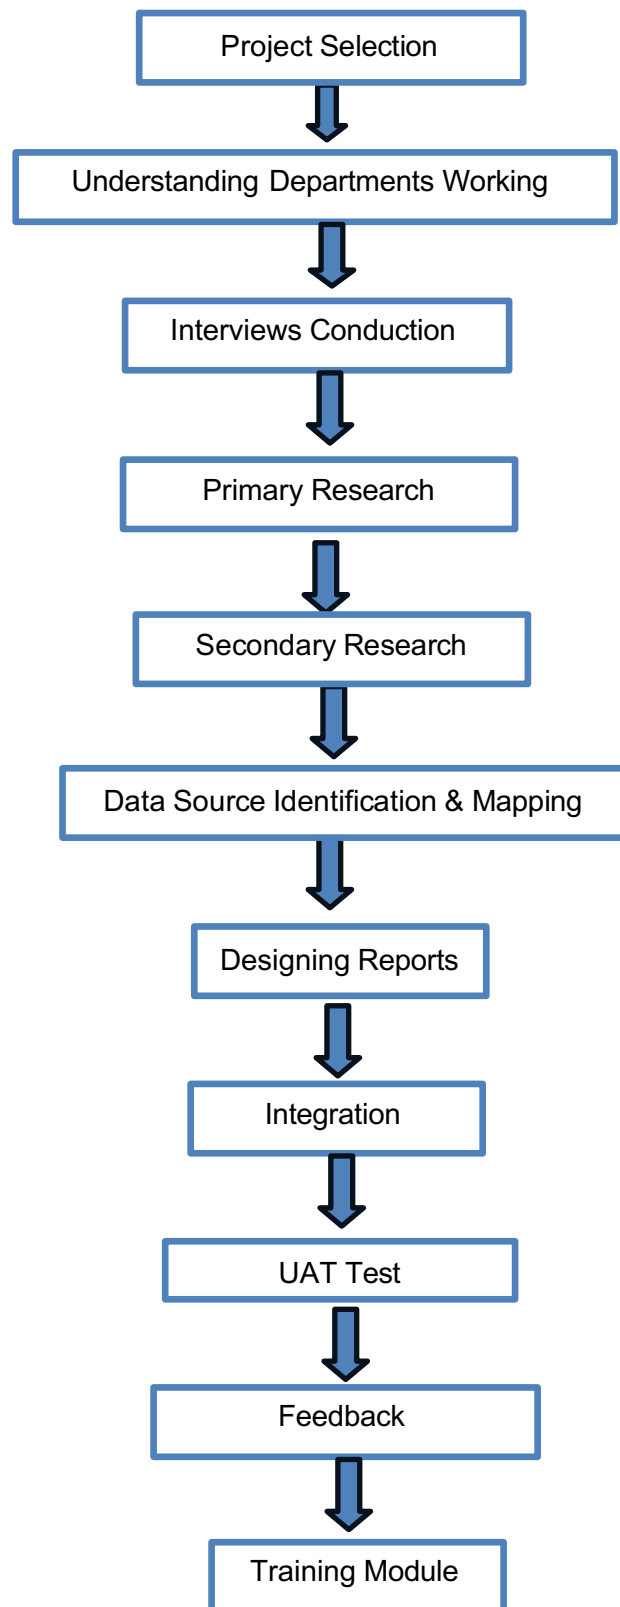 Project Selection
Understanding Departments Working
Interviews Conduction
Primary Research
Secondary Research
Data Source Identification & Mapping
Designing Reports
Integration
UAT Test
Feedback
Training Module